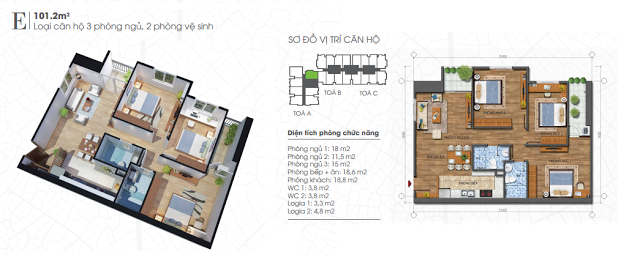 E
101.2m²
Loại căn hộ 3 phòng ngủ, 2 phòng vệ sinh
SƠ ĐỒ VỊ TRÍ CĂN HỘ
TOÀ B
TOÀ C
TOÀ A
Diện tích phòng chức năng
Phòng ngủ 1: 18 m2
Phòng ngủ 2: 11,5 m2
Phòng ngủ 3: 15 m2
Phòng bếp + ăn: 18,6 m2
Phòng khách: 18,8 m2
WC 1: 3,8 m2
WC 2: 3,8 m2
Logia 1: 3,3 m2
Logia 2: 4,8 m2